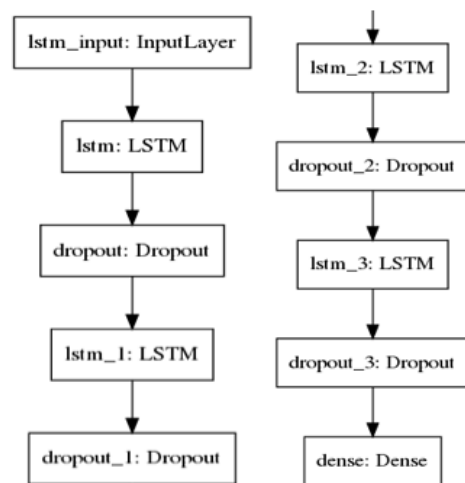 lstm_input: InputLayer
lstm: LSTM
dropout: Dropout
lstm_1: LSTM
dropout_1: Dropout
lstm_2: LSTM
dropout_2: Dropout
lstm_3: LSTM
dropout_3: Dropout
dense: Dense